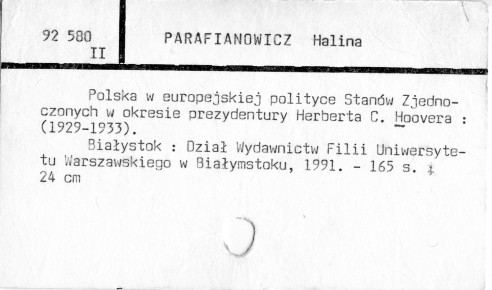 92 580
II
PARAFIANOWICZ Halina
Polska w europejskiej polityce Stanów Zjedno-
czonych w okresie prezydentury Herberta C. Hoovera :
(1929-1933).
Białystok : Dział Wydawnictw Filii Uniwersyte-
tu Warszawskiego w Białymstoku, 1991. - 165 s. ;
24 cm